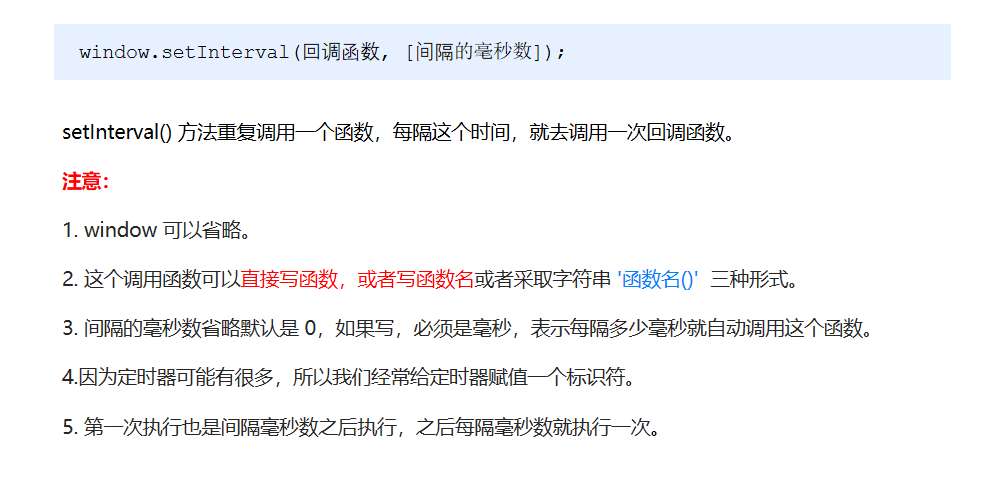 window.setInterval(回调函数, [间隔的毫秒数]);
setInterval() 方法重复调用一个函数，每隔这个时间，就去调用一次回调函数。
注意：
1. window 可以省略。
2. 这个调用函数可以直接写函数，或者写函数名或者采取字符串 '函数名()' 三种形式。
3. 间隔的毫秒数省略默认是 0，如果写，必须是毫秒，表示每隔多少毫秒就自动调用这个函数。
4.因为定时器可能有很多，所以我们经常给定时器赋值一个标识符。
5. 第一次执行也是间隔毫秒数之后执行，之后每隔毫秒数就执行一次。